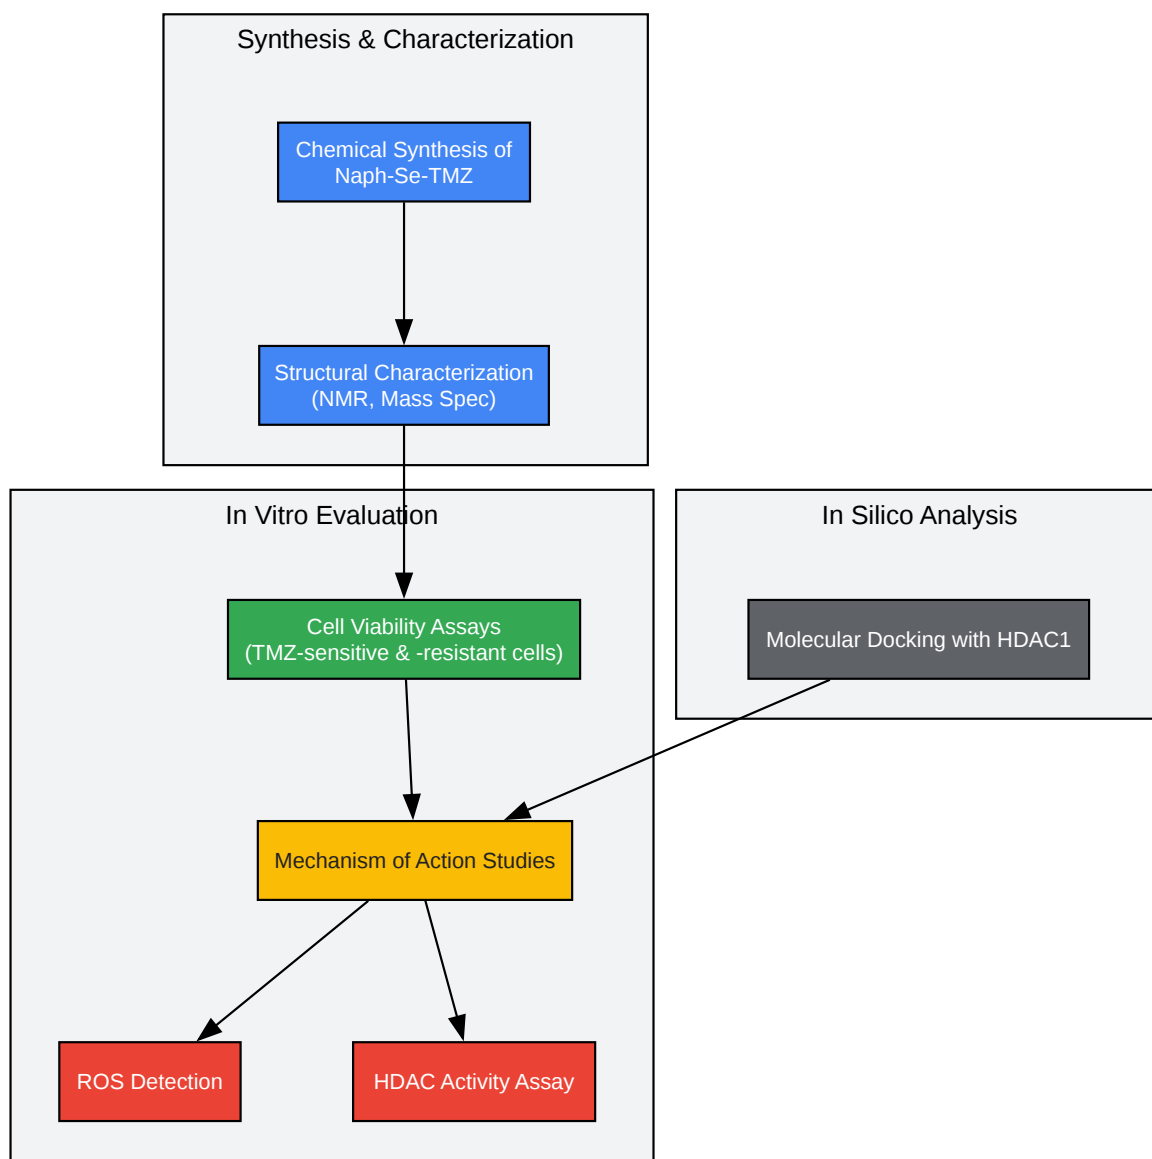 Synthesis & Characterization
Chemical Synthesis of
Naph-Se-TMZ
Structural Characterization
(NMR, Mass Spec)
In Vitro Evaluation
In Silico Analysis
Cell Viability Assays
(TMZ-sensitive & -resistant cells)
Molecular Docking with HDAC1
Mechanism of Action Studies
ROS Detection
HDAC Activity Assay